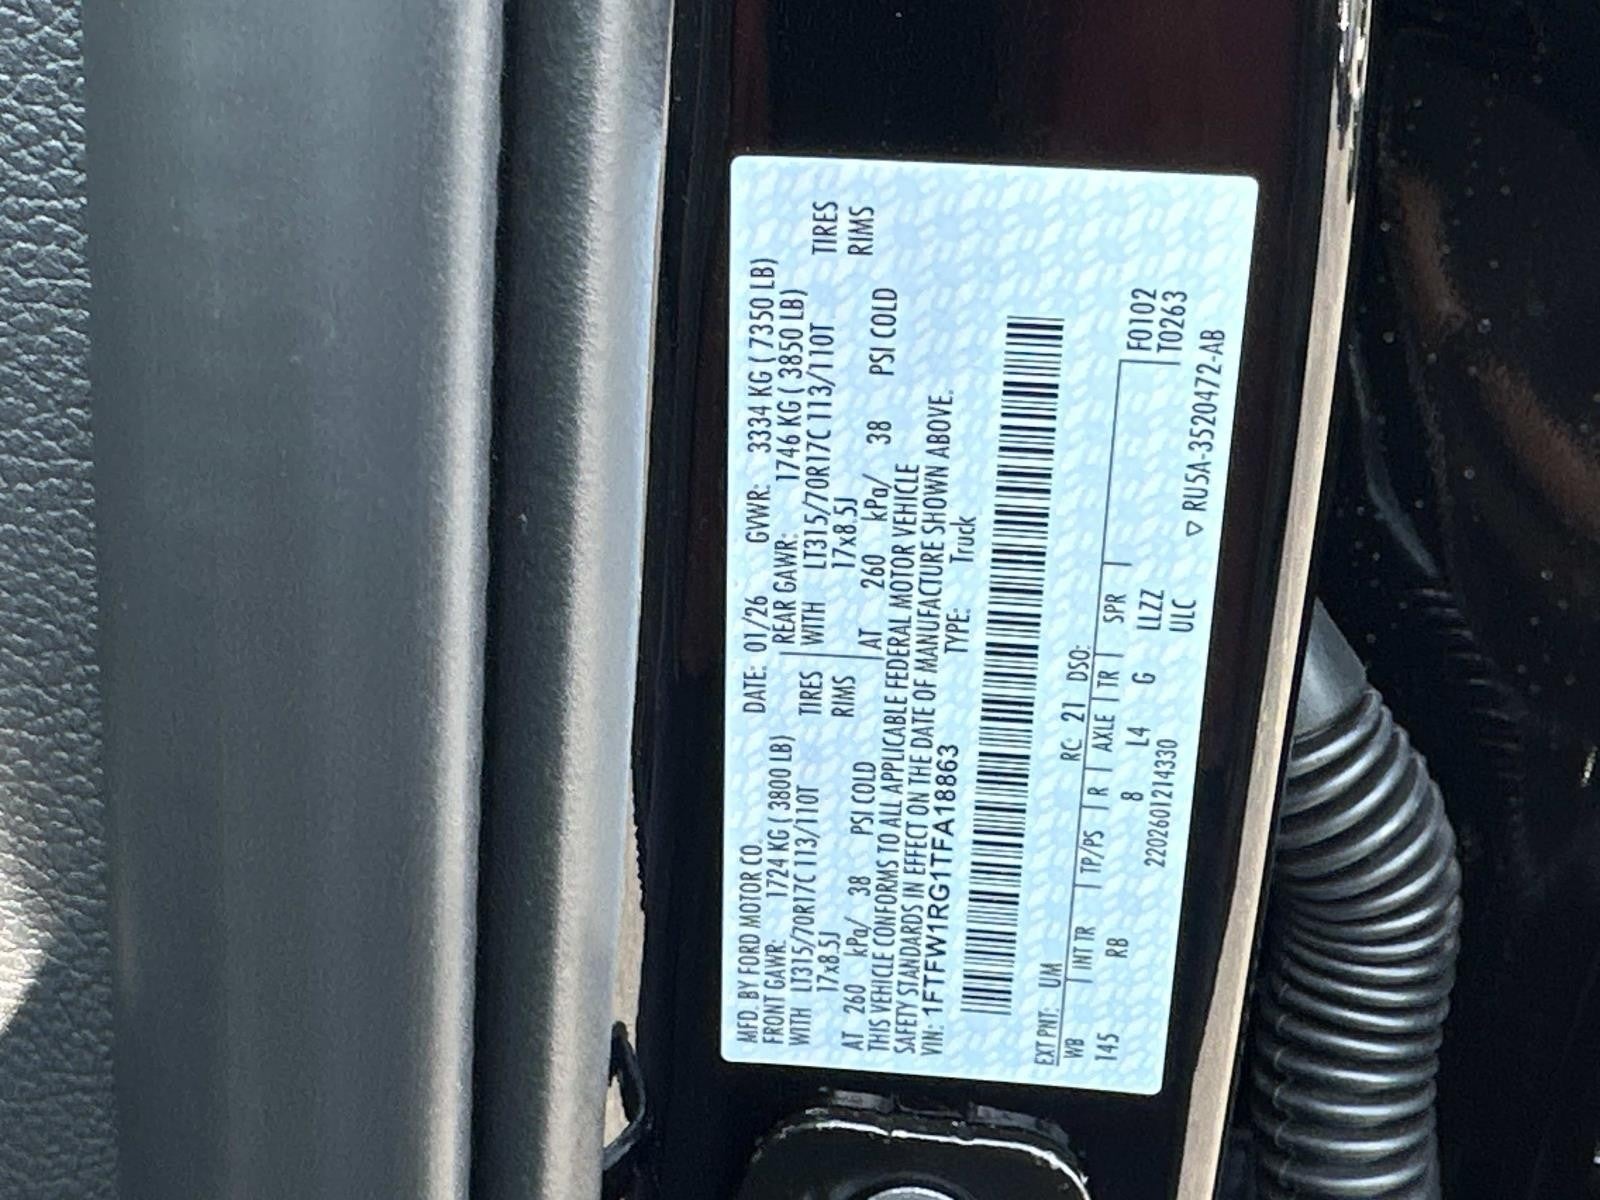 MFD. BY FORD MOTOR CO. DATE: 01/26 GVWR: 3334 KG ( 7350 LB)
FRONT GAWR: 1724 KG ( 3800 LB) REAR GAWR: 1746 KG ( 3850 LB)
WITH LT315/70R17C 113/110T TIRES WITH LT315/70R17C 113/110T TIRES
17x8.5J RIMS 17x8.5J RIMS
AT 260 kPa/ 38 PSI COLD AT 260 kPa/ 38 PSI COLD
THIS VEHICLE CONFORMS TO ALL APPLICABLE FEDERAL MOTOR VEHICLE
SAFETY STANDARDS IN EFFECT ON THE DATE OF MANUFACTURE SHOWN ABOVE.
VIN: 1FTFW1RG1TFA18863 TYPE: Truck
EXT PNT: UM RC: 21 DSO: F0102
WB INT TR TP/PS R AXLE TR SPR T0263
145 RB 8 L4 G LLZZ
2202601214330 ULC ▽ RU5A-3520472-AB